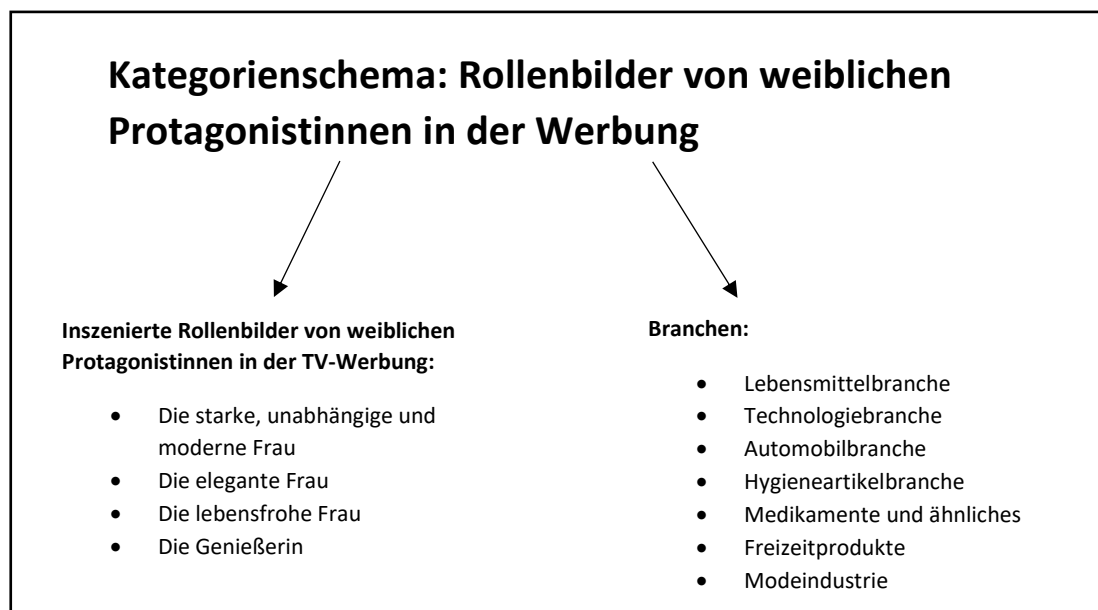 Kategorienschema: Rollenbilder von weiblichen
Protagonistinnen in der Werbung
Inszenierte Rollenbilder von weiblichen
Protagonistinnen in der TV-Werbung:
• Die starke, unabhängige und
moderne Frau
• Die elegante Frau
• Die lebensfrohe Frau
• Die Genießerin
Branchen:
• Lebensmittelbranche
• Technologiebranche
• Automobilbranche
• Hygieneartikelbranche
• Medikamente und ähnliches
• Freizeitprodukte
• Modeindustrie